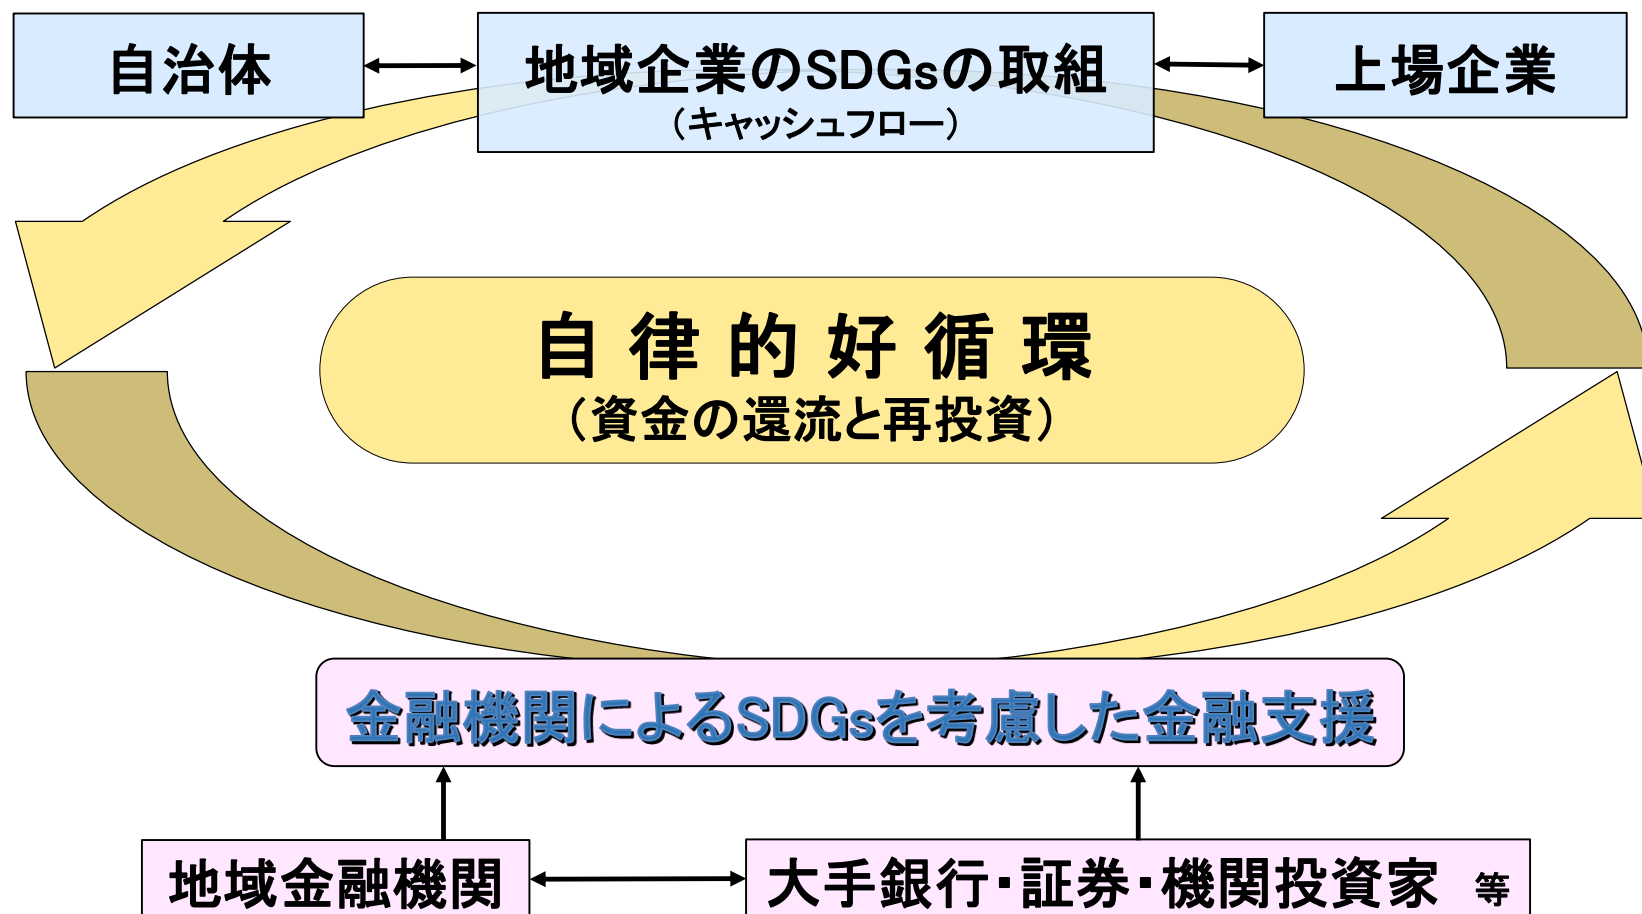 自治体
地域企業のSDGsの取組
（キャッシュフロー）
上場企業
自律的好循環
（資金の還流と再投資）
金融機関によるSDGsを考慮した金融支援
地域金融機関
大手銀行・証券・機関投資家　等